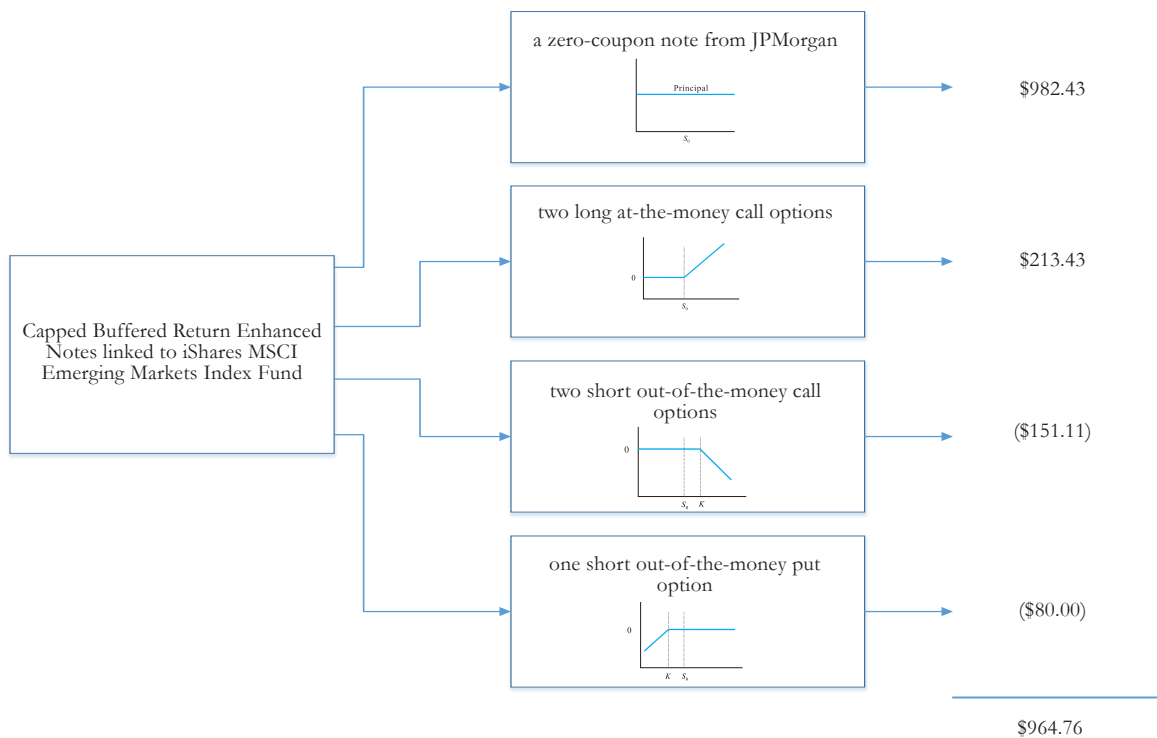 Capped Buffered Return Enhanced
Notes linked to iShares MSCI
Emerging Markets Index Fund
a zero-coupon note from JPMorgan
Principal
S₀
$982.43
two long at-the-money call options
0
S₀
$213.43
two short out-of-the-money call
options
0
S₀ K
($151.11)
one short out-of-the-money put
option
0
K S₀
($80.00)
$964.76